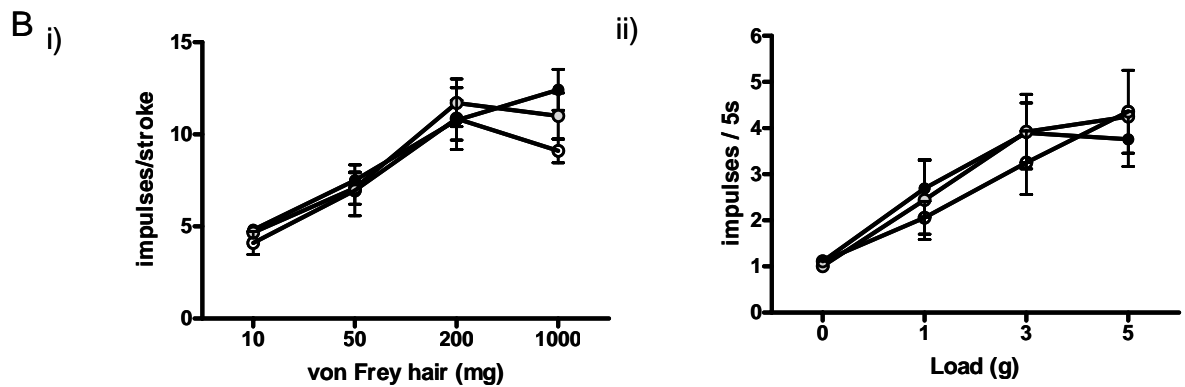 B i)
15
10
5
0
impulses/stroke
10 50 200 1000
von Frey hair (mg)
ii)
6
5
4
3
2
1
0
impulses / 5s
0 1 3 5
Load (g)